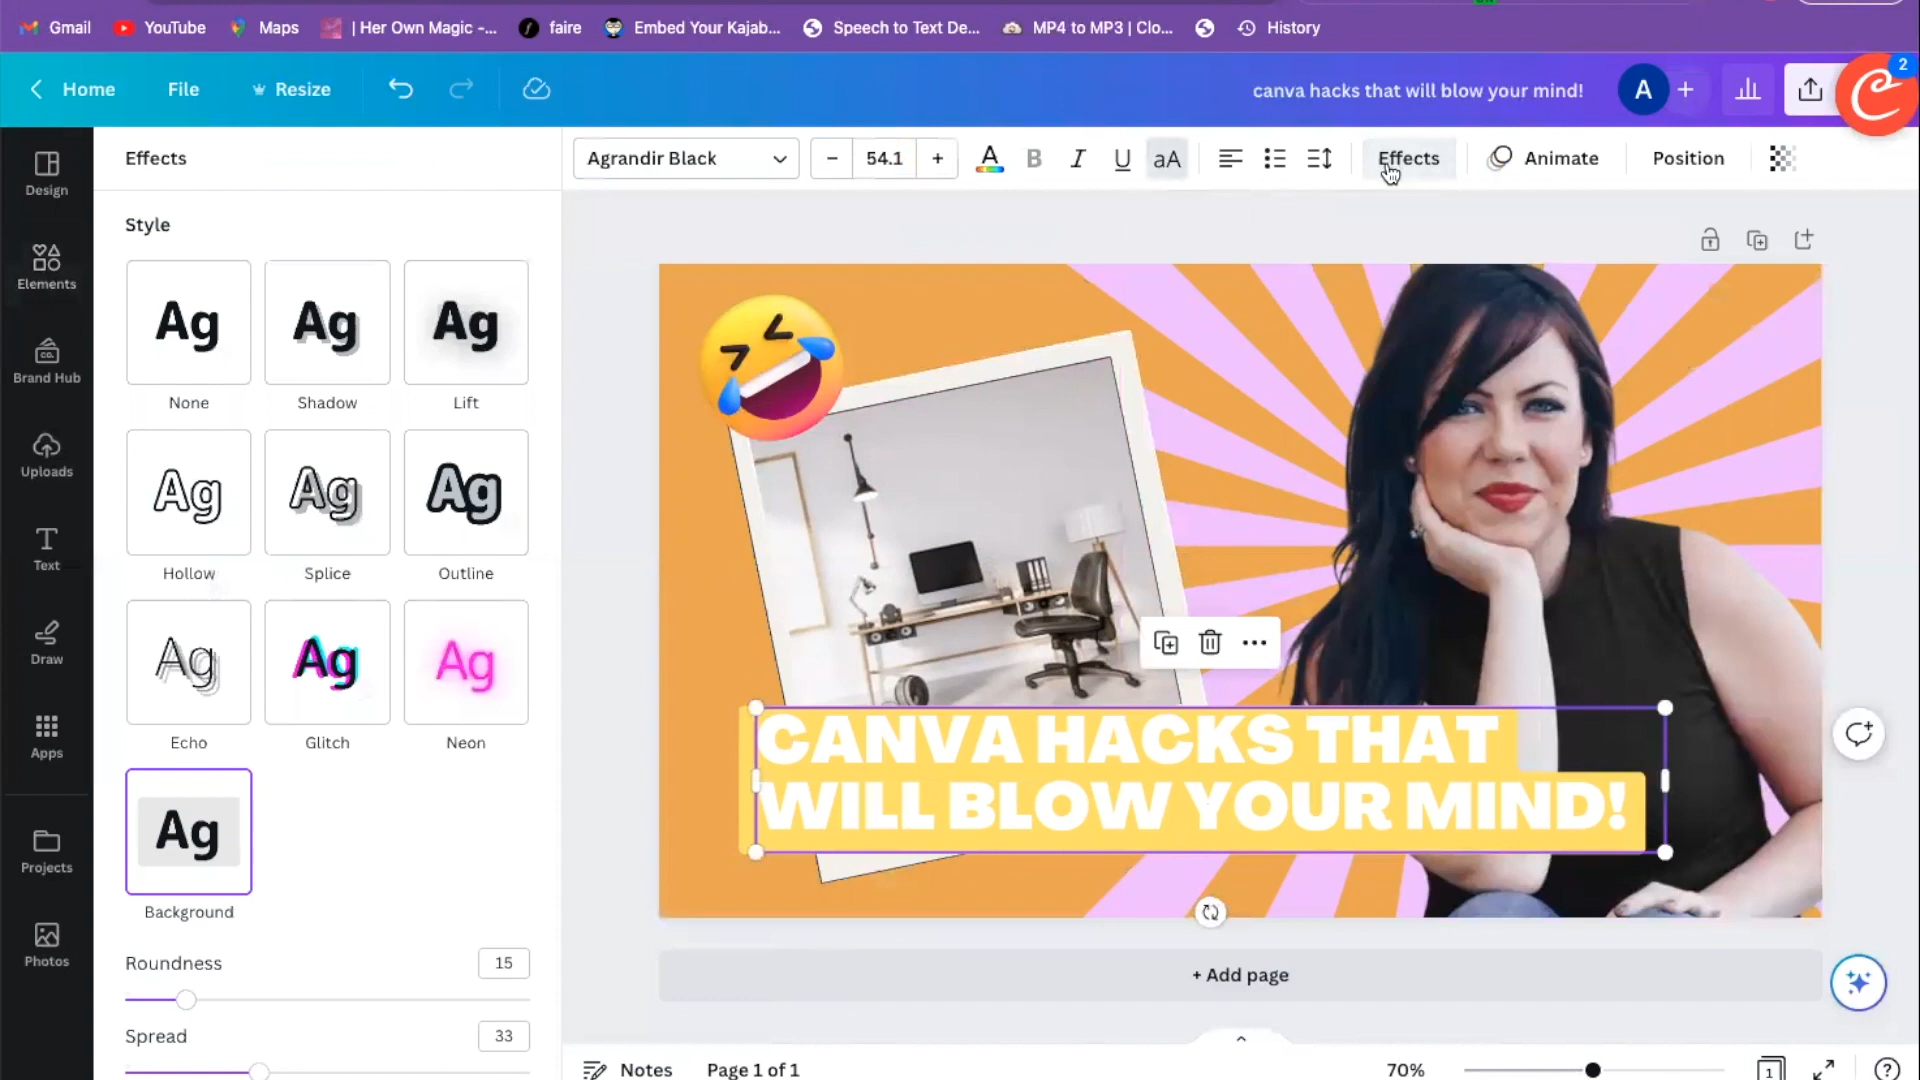 Gmail YouTube Maps | Her Own Magic -... faire Embed Your Kajab... Speech to Text De... MP4 to MP3 | Clo... History
Home File Resize canva hacks that will blow your mind! A + 2
Design
Elements
CO.
Brand Hub
Uploads
Text
Draw
Apps
Projects
Photos
Effects
Style
Ag Ag Ag
None Shadow Lift
Ag Ag Ag
Hollow Splice Outline
Ag Ag Ag
Echo Glitch Neon
Ag
Background
Roundness 15
Spread 33
Agrandir Black − 54.1 + A B I U aA Effects Animate Position
CANVA HACKS THAT
WILL BLOW YOUR MIND!
+ Add page
Notes Page 1 of 1 70% 1 ?